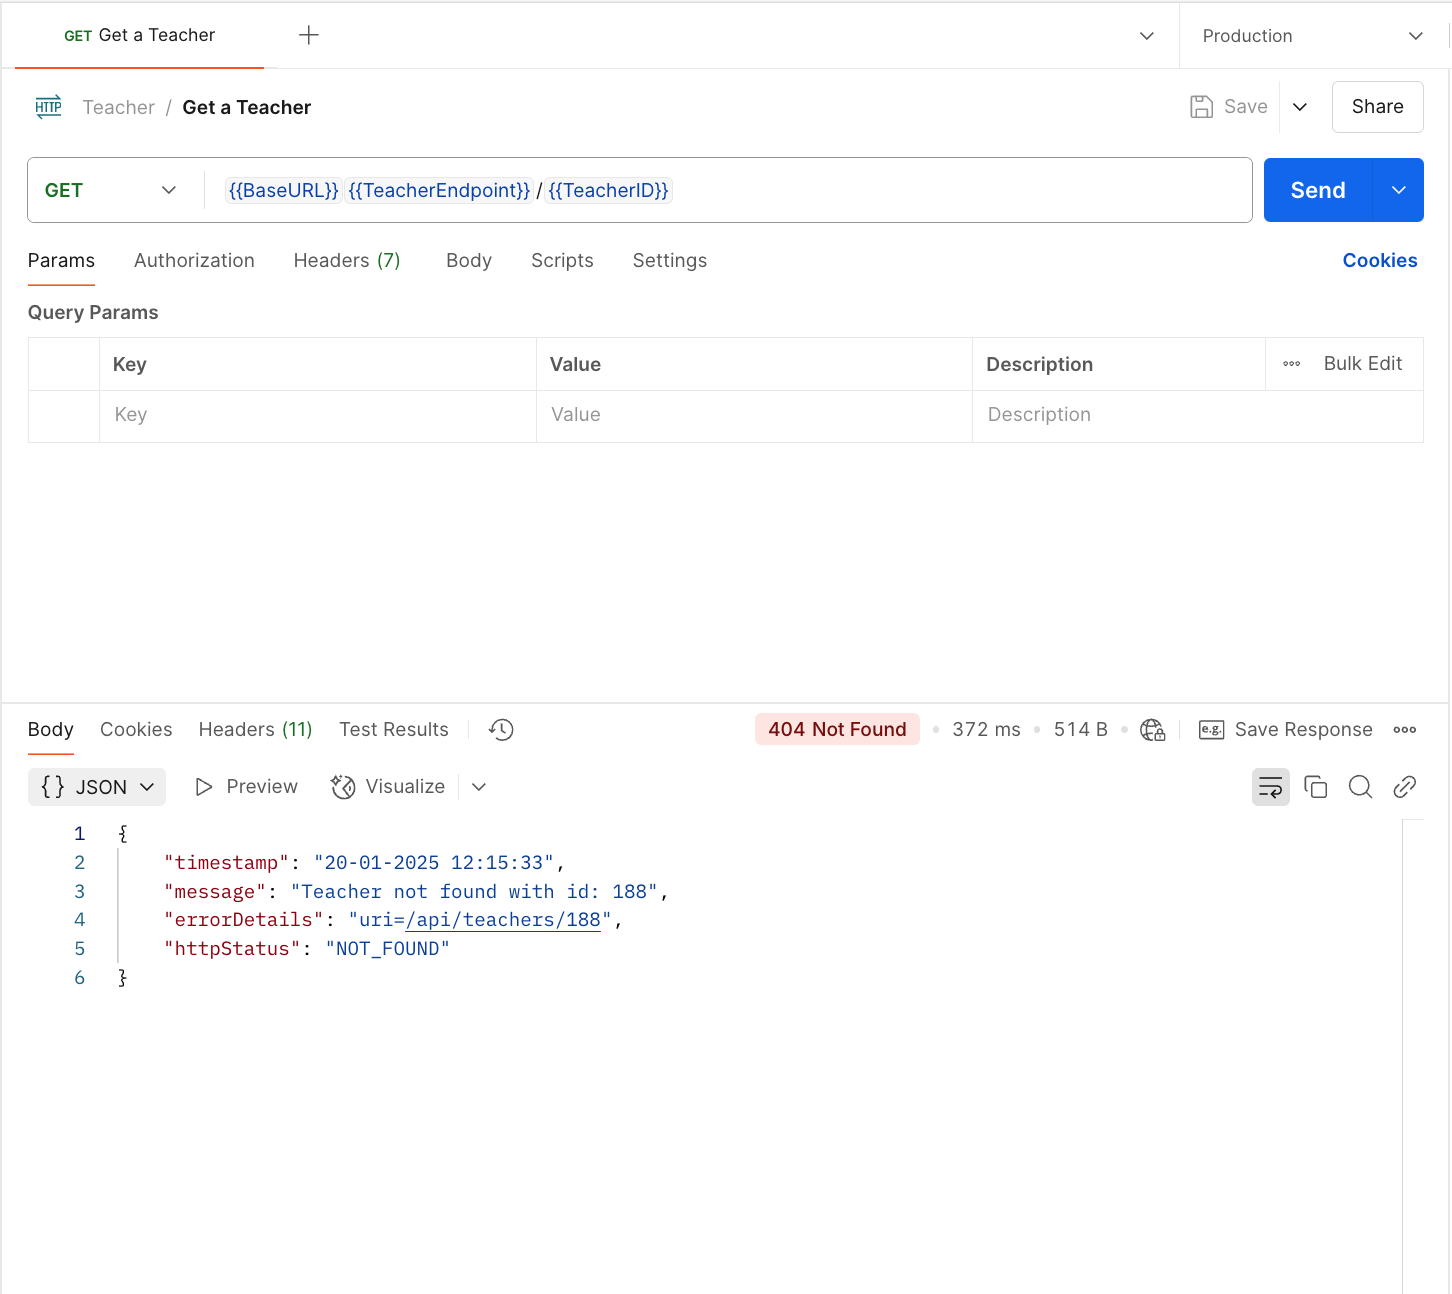 GET Get a Teacher
Production
HTTP Teacher / Get a Teacher
Save
Share
GET {{BaseURL}} {{TeacherEndpoint}} / {{TeacherID}}
Send
Params Authorization Headers (7) Body Scripts Settings Cookies
Query Params
Key Value Description Bulk Edit
Key Value Description
Body Cookies Headers (11) Test Results 404 Not Found • 372 ms • 514 B • e.g. Save Response
{ } JSON Preview Visualize
1 {
2 "timestamp": "20-01-2025 12:15:33",
3 "message": "Teacher not found with id: 188",
4 "errorDetails": "uri=/api/teachers/188",
5 "httpStatus": "NOT_FOUND"
6 }